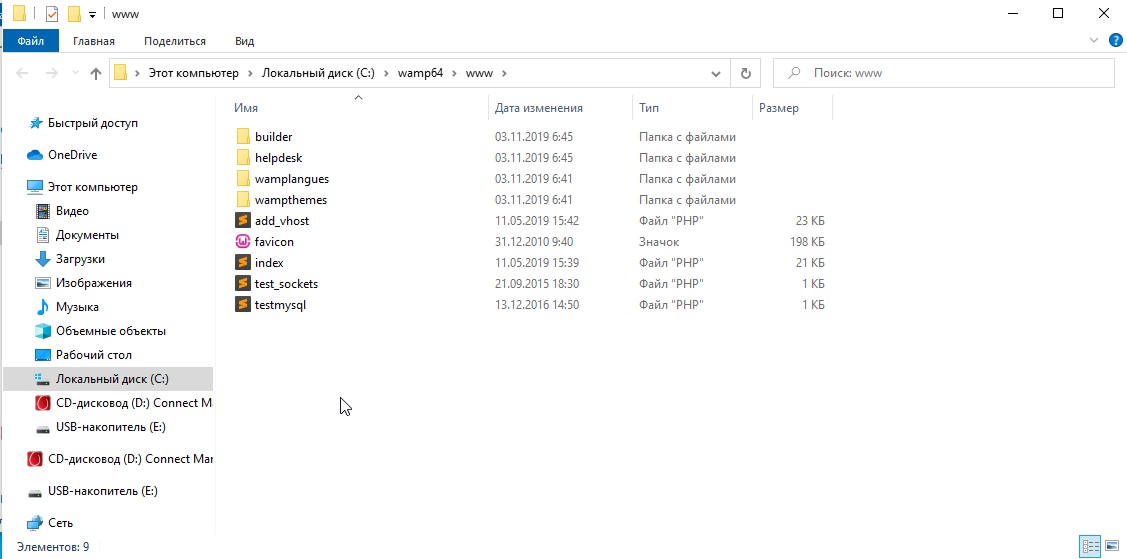 www
Файл Главная Поделиться Вид
Этот компьютер Локальный диск (C:) wamp64 www Поиск: www
Имя Дата изменения Тип Размер
builder 03.11.2019 6:45 Папка с файлами
helpdesk 03.11.2019 6:45 Папка с файлами
wamplangues 03.11.2019 6:41 Папка с файлами
wampthemes 03.11.2019 6:41 Папка с файлами
add_vhost 11.05.2019 15:42 Файл "PHP" 23 КБ
favicon 31.12.2010 9:40 Значок 198 КБ
index 11.05.2019 15:39 Файл "PHP" 21 КБ
test_sockets 21.09.2015 18:30 Файл "PHP" 1 КБ
testmysql 13.12.2016 14:50 Файл "PHP" 1 КБ
Быстрый доступ
OneDrive
Этот компьютер
Видео
Документы
Загрузки
Изображения
Музыка
Объемные объекты
Рабочий стол
Локальный диск (C:)
CD-дисковод (D:) Connect Ma
USB-накопитель (E:)
CD-дисковод (D:) Connect Man
USB-накопитель (E:)
Сеть
Элементов: 9